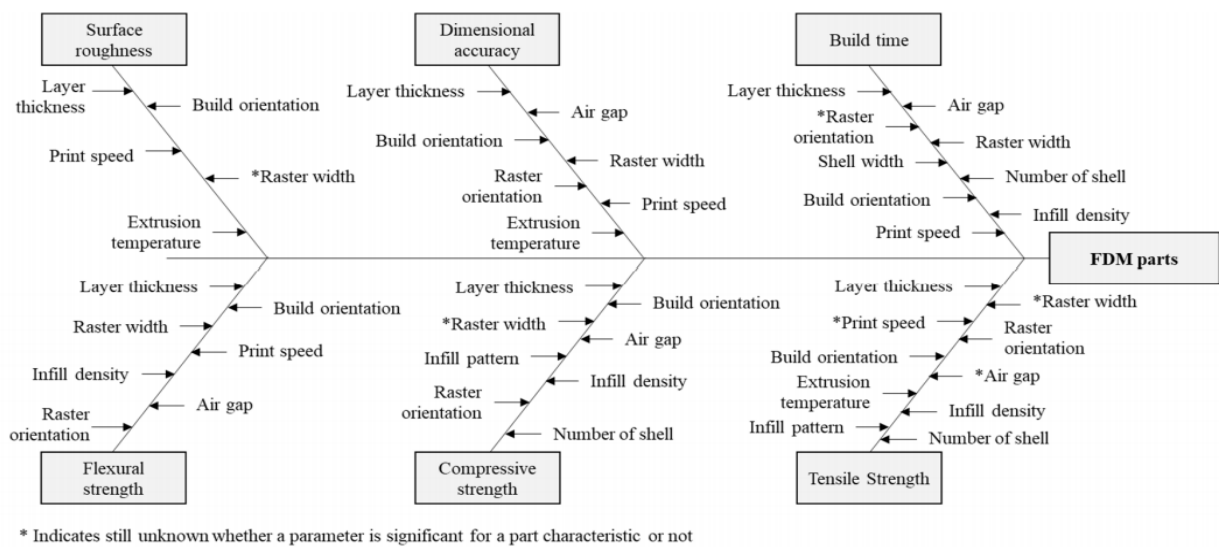 Surface
roughness
Dimensional
accuracy
Build time
Layer
thickness
Build orientation
Print speed
*Raster width
Extrusion
temperature
Layer thickness
Air gap
Build orientation
Raster width
Raster
orientation
Print speed
Extrusion
temperature
Layer thickness
Air gap
*Raster
orientation
Raster width
Shell width
Number of shell
Build orientation
Infill density
Print speed
FDM parts
Layer thickness
Build orientation
Raster width
Print speed
Infill density
Air gap
Raster
orientation
Layer thickness
Build orientation
*Raster width
Air gap
Infill pattern
Infill density
Raster
orientation
Number of shell
Layer thickness
*Raster width
*Print speed
Raster
orientation
Build orientation
*Air gap
Extrusion
temperature
Infill density
Infill pattern
Number of shell
Flexural
strength
Compressive
strength
Tensile Strength
* Indicates still unknown whether a parameter is significant for a part characteristic or not